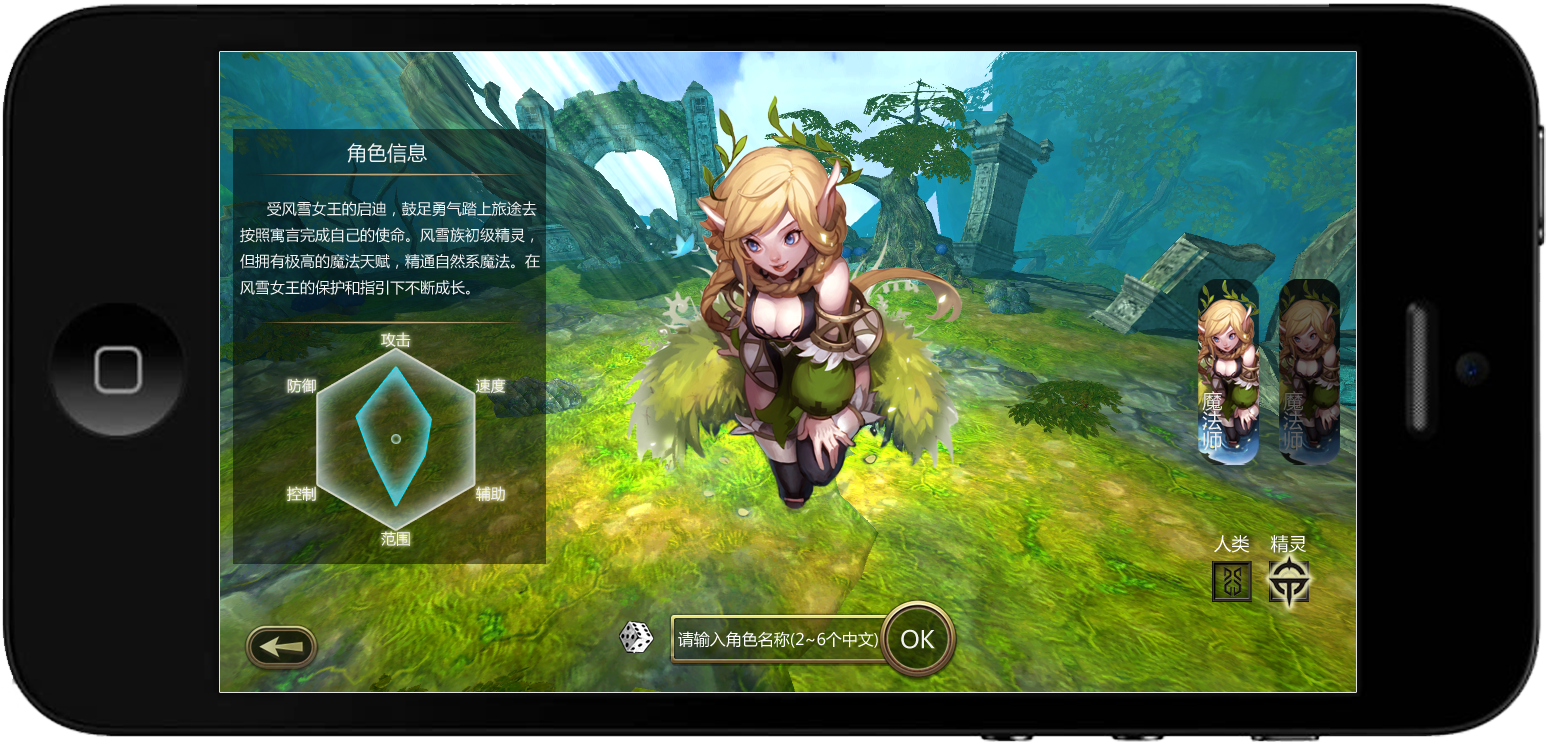 角色信息
受风雪女王的启迪，鼓足勇气踏上旅途去
按照寓言完成自己的使命。风雪族初级精灵，
但拥有极高的魔法天赋，精通自然系魔法。在
风雪女王的保护和指引下不断成长。
攻击
防御
速度
控制
辅助
范围
魔法师
魔法师
人类
精灵
请输入角色名称(2~6个中文)
OK